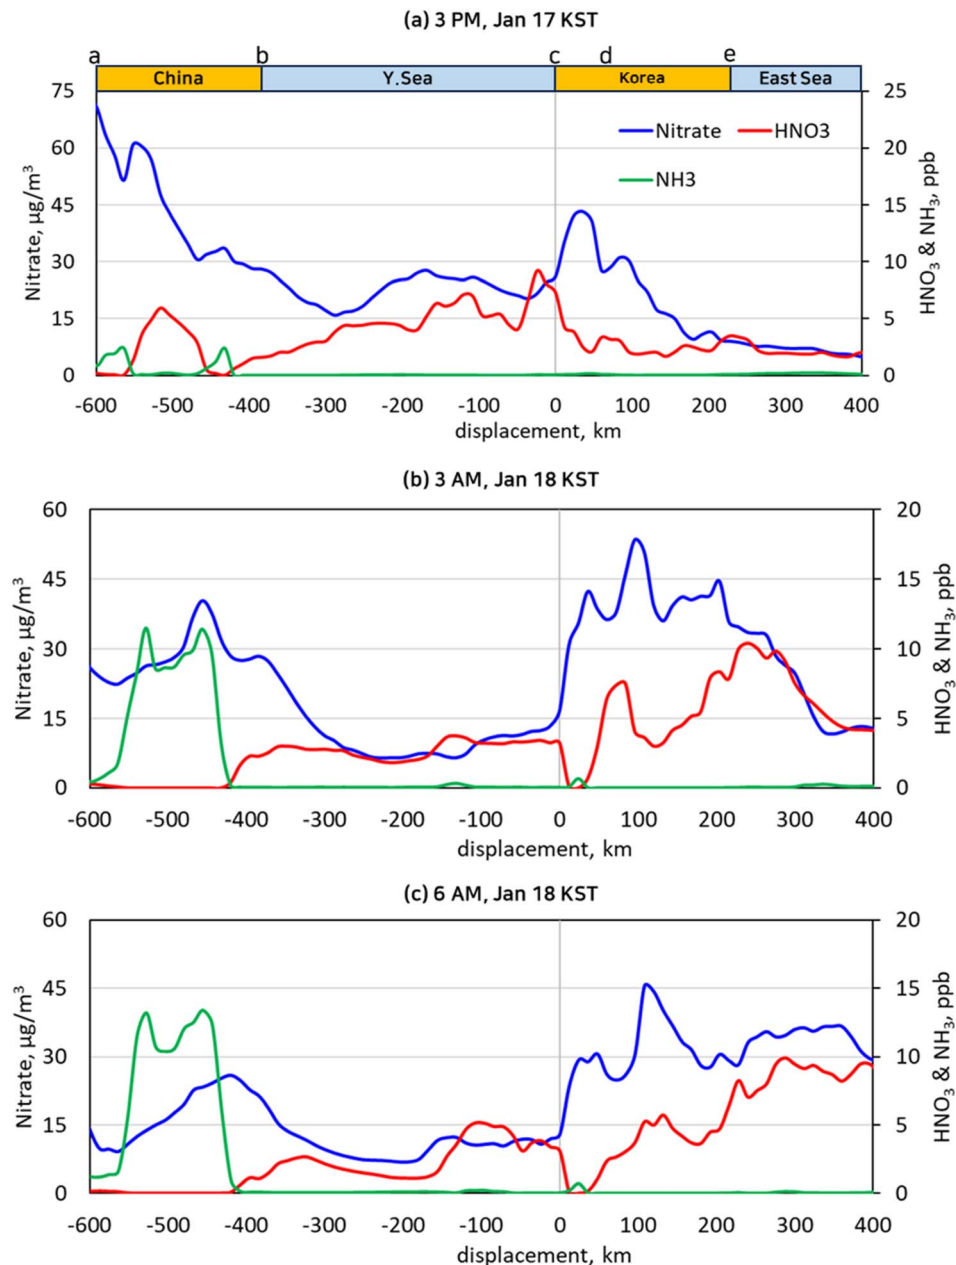 (a) 3 PM, Jan 17 KST
a b c d e
China Y.Sea Korea East Sea
75 25
Nitrate HNO3
60 20
NH3
45 15
30 10
15 5
0 0
Nitrate, µg/m³
HNO₃ & NH₃, ppb
-600 -500 -400 -300 -200 -100 0 100 200 300 400
displacement, km
(b) 3 AM, Jan 18 KST
60 20
45 15
30 10
15 5
0 0
Nitrate, µg/m³
HNO₃ & NH₃, ppb
-600 -500 -400 -300 -200 -100 0 100 200 300 400
displacement, km
(c) 6 AM, Jan 18 KST
60 20
45 15
30 10
15 5
0 0
Nitrate, µg/m³
HNO₃ & NH₃, ppb
-600 -500 -400 -300 -200 -100 0 100 200 300 400
displacement, km